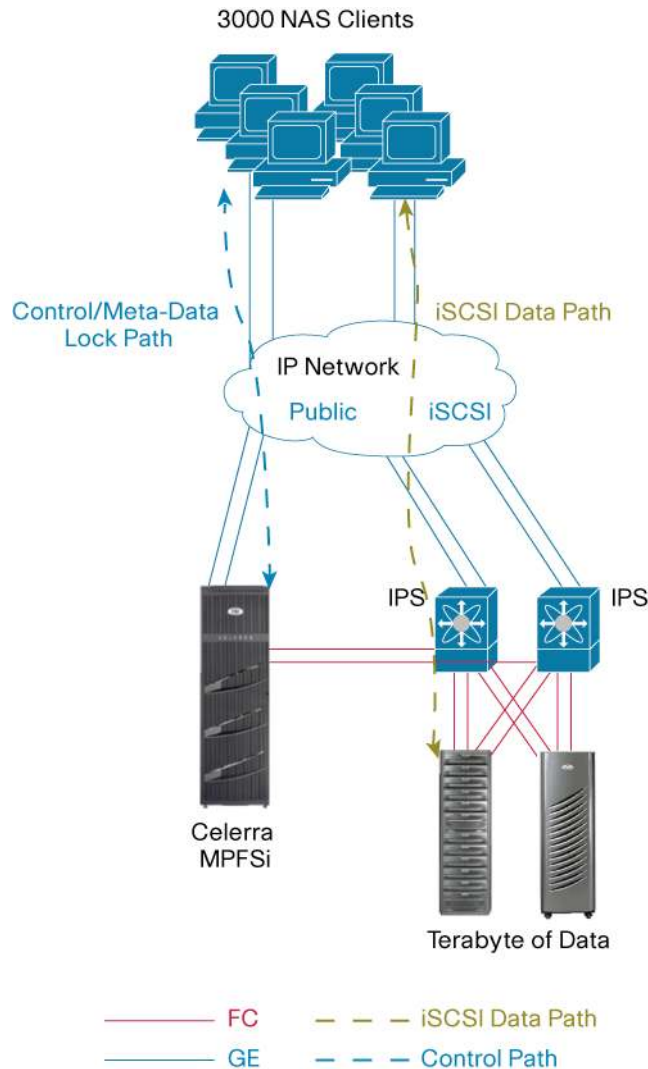 3000 NAS Clients
Control/Meta-Data
Lock Path
iSCSI Data Path
IP Network
Public
iSCSI
IPS
IPS
Celerra
MPFSi
Terabyte of Data
FC
iSCSI Data Path
GE
Control Path